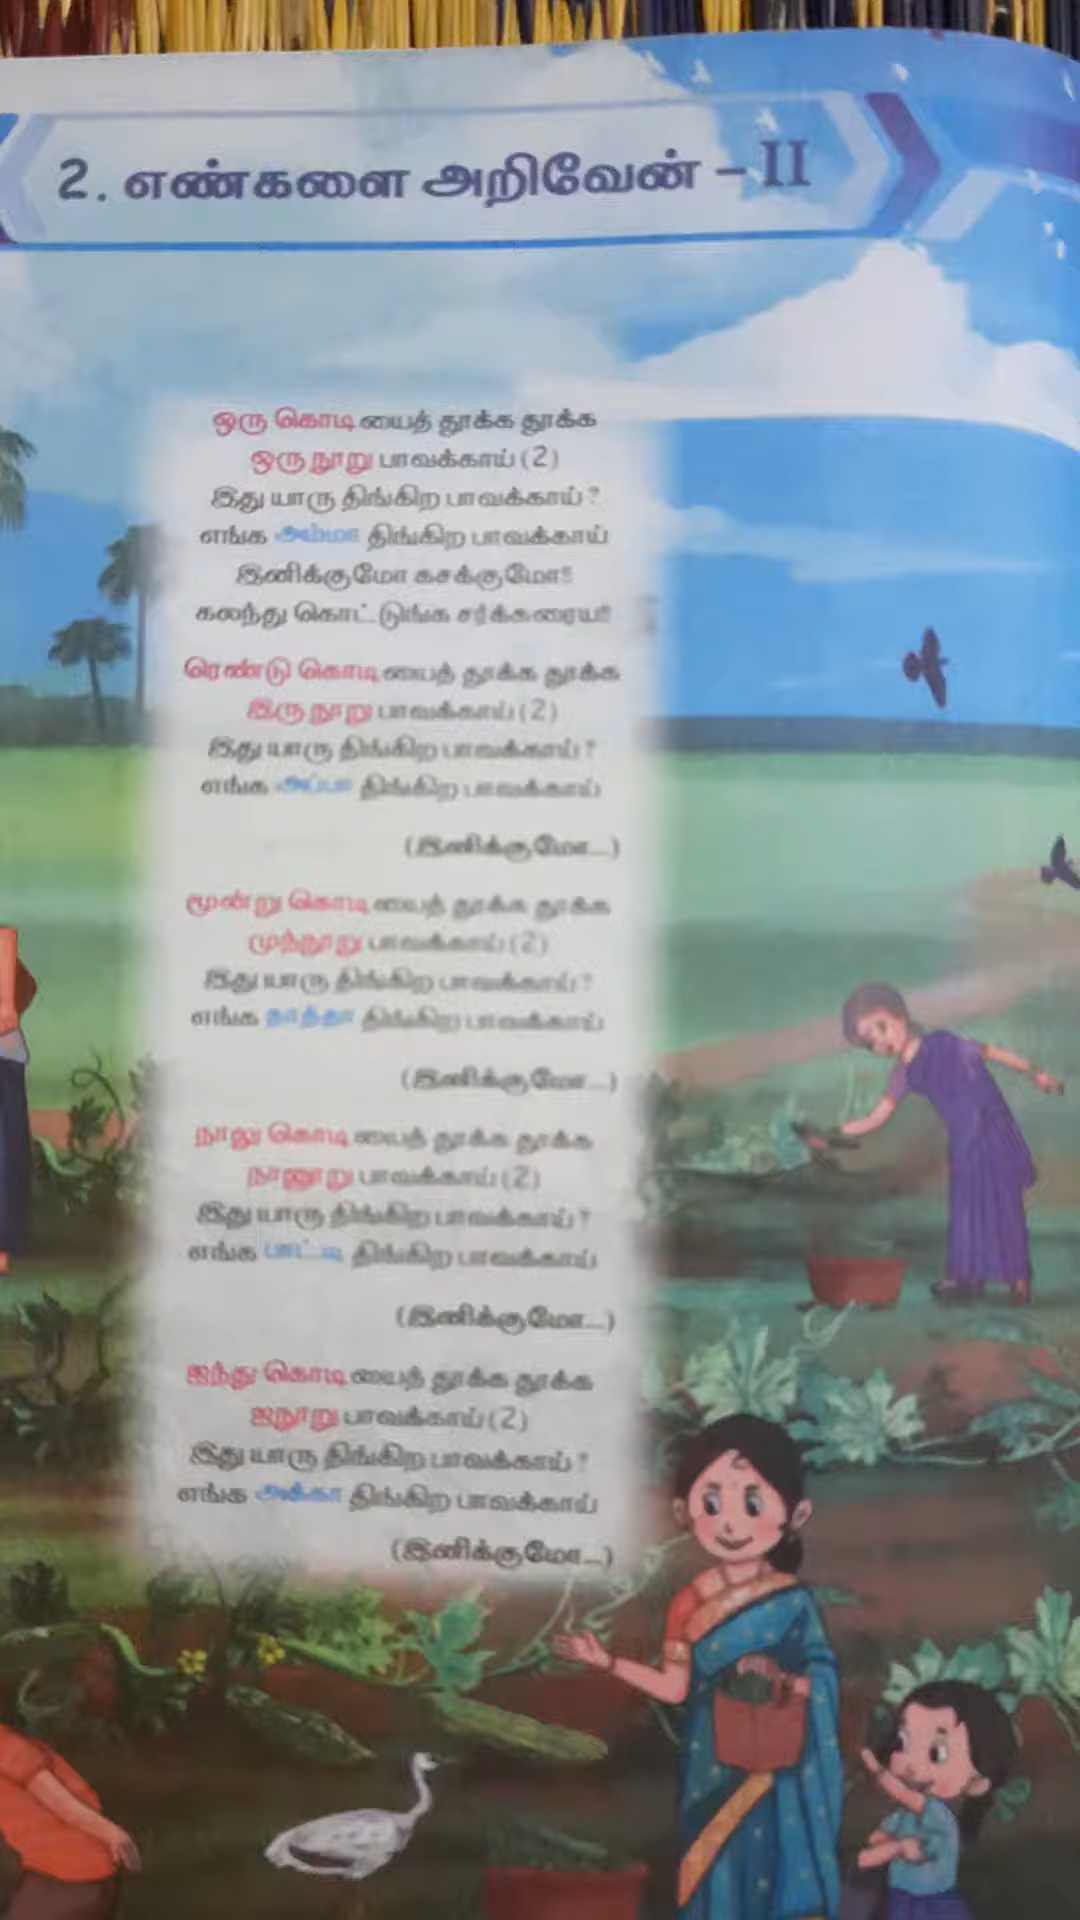 2. எண்களை அறிவேன் – II
ஒரு கொடி யைத் தூக்க தூக்க
ஒரு நூறு பாவக்காய் (2)
இது யாரு திங்கிற பாவக்காய் ?
எங்க அம்மா திங்கிற பாவக்காய்
இனிக்குமோ கசக்குமோ!!
கலந்து கொட்டுங்க சர்க்கரைய!!
ரெண்டு கொடி யைத் தூக்க தூக்க
இரு நூறு பாவக்காய் (2)
இது யாரு திங்கிற பாவக்காய் ?
எங்க அப்பா திங்கிற பாவக்காய்
(இனிக்குமோ...)
மூன்று கொடி யைத் தூக்க தூக்க
முந்நூறு பாவக்காய் (2)
இது யாரு திங்கிற பாவக்காய் ?
எங்க தாத்தா திங்கிற பாவக்காய்
(இனிக்குமோ...)
நாலு கொடி யைத் தூக்க தூக்க
நானூறு பாவக்காய் (2)
இது யாரு திங்கிற பாவக்காய் ?
எங்க பாட்டி திங்கிற பாவக்காய்
(இனிக்குமோ...)
ஐந்து கொடி யைத் தூக்க தூக்க
ஐநூறு பாவக்காய் (2)
இது யாரு திங்கிற பாவக்காய் ?
எங்க அக்கா திங்கிற பாவக்காய்
(இனிக்குமோ...)